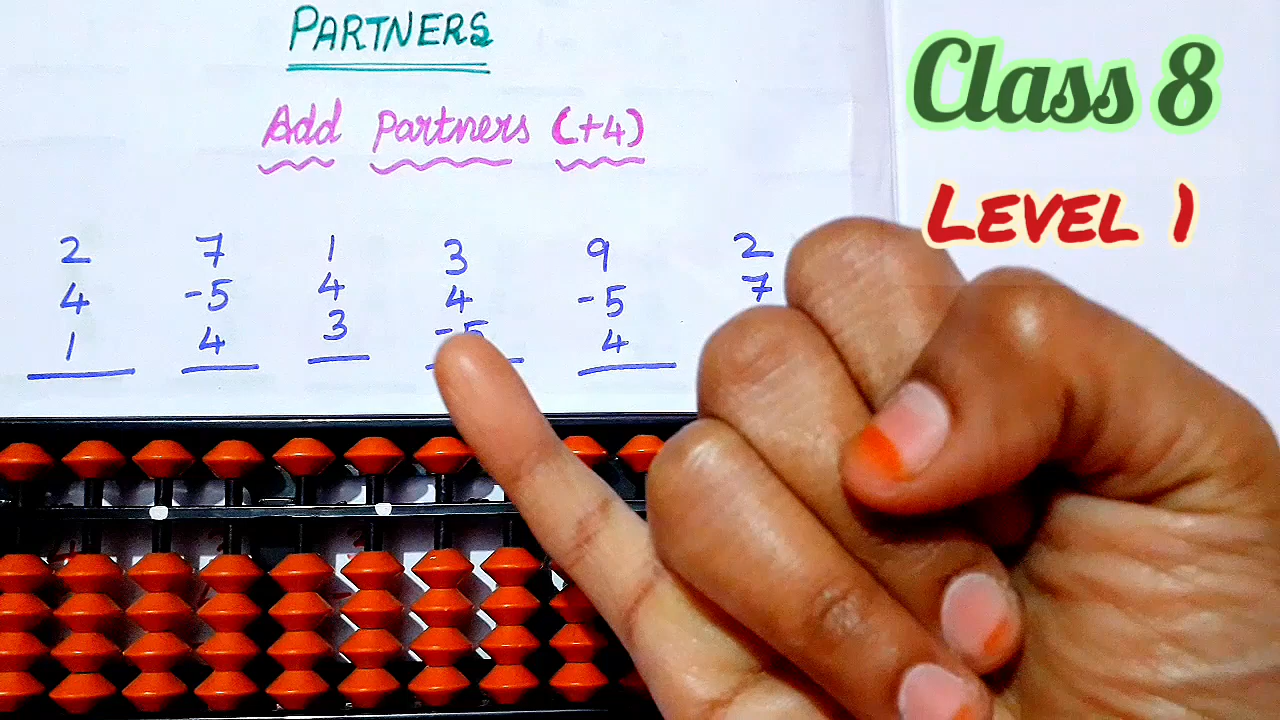 PARTNERS
Add Partners (+4)
Class 8
LEVEL 1
2 7 1 3 9 2
4 -5 4 4 -5 7
1 4 3 -5 4